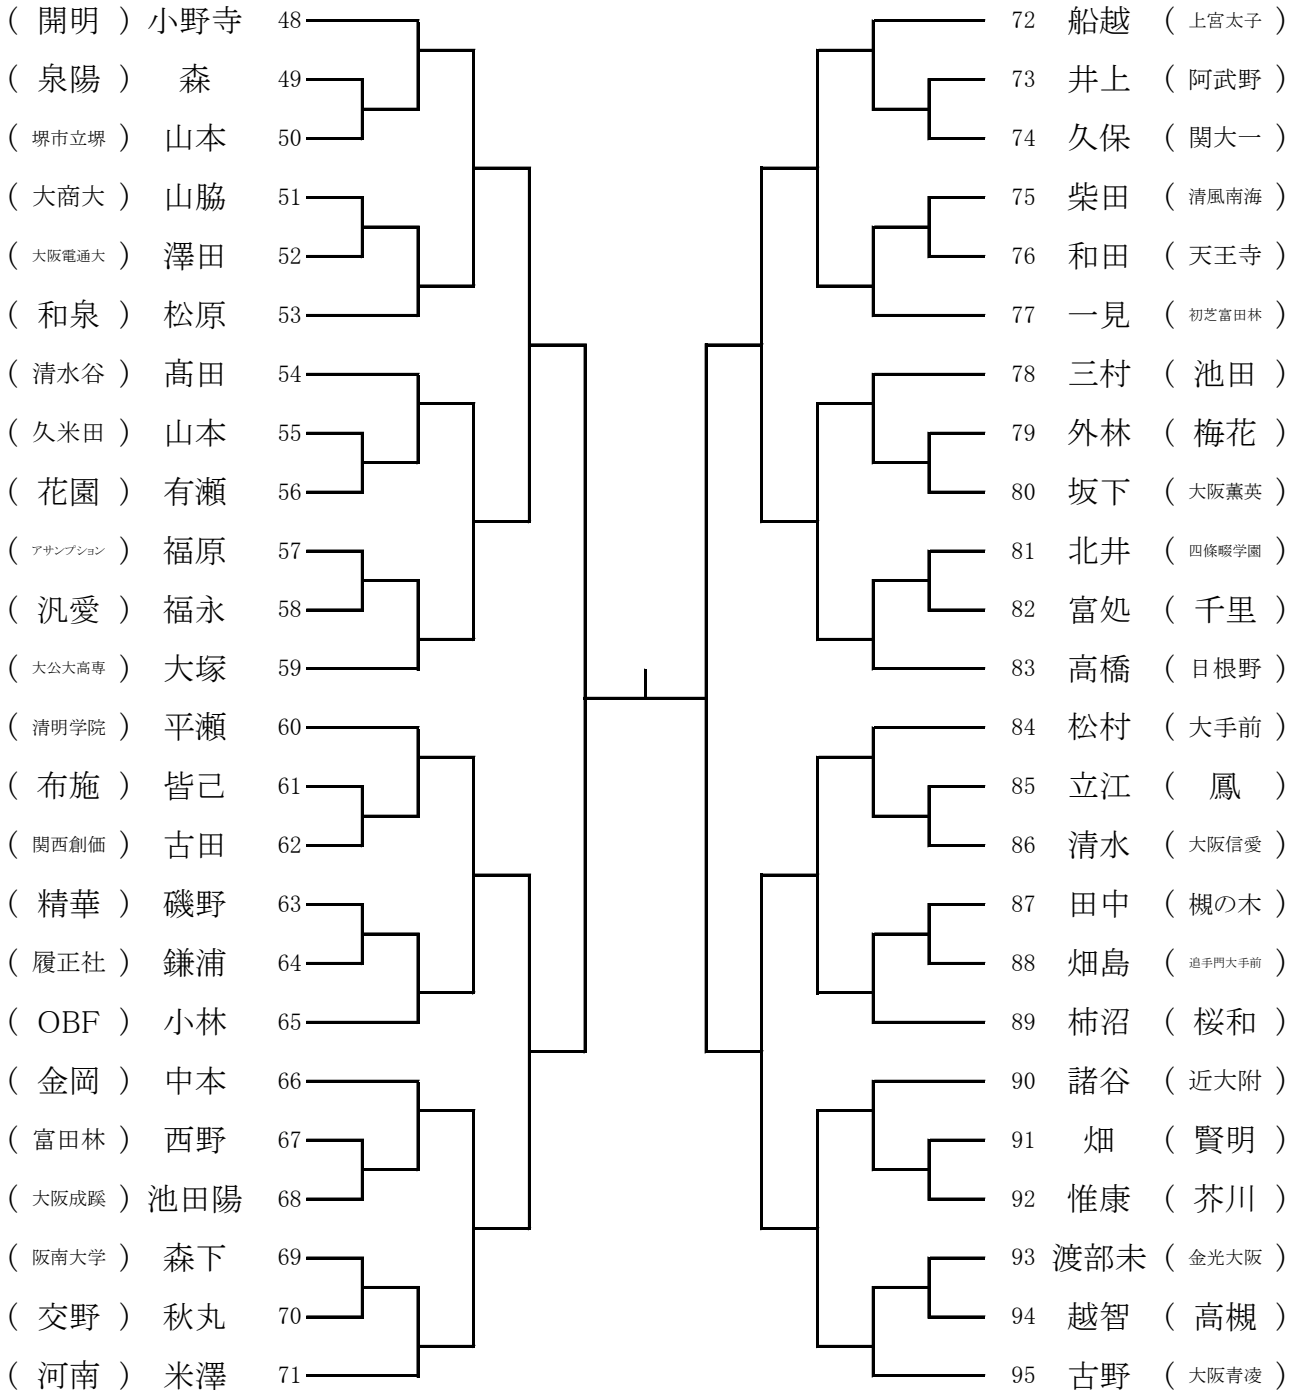 ( 開明 ) 小野寺 48 72 船越 ( 上宮太子 )
( 泉陽 ) 森 49 73 井上 ( 阿武野 )
( 堺市立堺 ) 山本 50 74 久保 ( 関大一 )
( 大商大 ) 山脇 51 75 柴田 ( 清風南海 )
( 大阪電通大 ) 澤田 52 76 和田 ( 天王寺 )
( 和泉 ) 松原 53 77 一見 ( 初芝富田林 )
( 清水谷 ) 髙田 54 78 三村 ( 池田 )
( 久米田 ) 山本 55 79 外林 ( 梅花 )
( 花園 ) 有瀬 56 80 坂下 ( 大阪薫英 )
( アサンプション ) 福原 57 81 北井 ( 四條畷学園 )
( 汎愛 ) 福永 58 82 富処 ( 千里 )
( 大公大高専 ) 大塚 59 83 高橋 ( 日根野 )
( 清明学院 ) 平瀬 60 84 松村 ( 大手前 )
( 布施 ) 皆己 61 85 立江 ( 鳳 )
( 関西創価 ) 古田 62 86 清水 ( 大阪信愛 )
( 精華 ) 磯野 63 87 田中 ( 槻の木 )
( 履正社 ) 鎌浦 64 88 畑島 ( 追手門大手前 )
( OBF ) 小林 65 89 柿沼 ( 桜和 )
( 金岡 ) 中本 66 90 諸谷 ( 近大附 )
( 富田林 ) 西野 67 91 畑 ( 賢明 )
( 大阪成蹊 ) 池田陽 68 92 惟康 ( 芥川 )
( 阪南大学 ) 森下 69 93 渡部未 ( 金光大阪 )
( 交野 ) 秋丸 70 94 越智 ( 高槻 )
( 河南 ) 米澤 71 95 古野 ( 大阪青凌 )